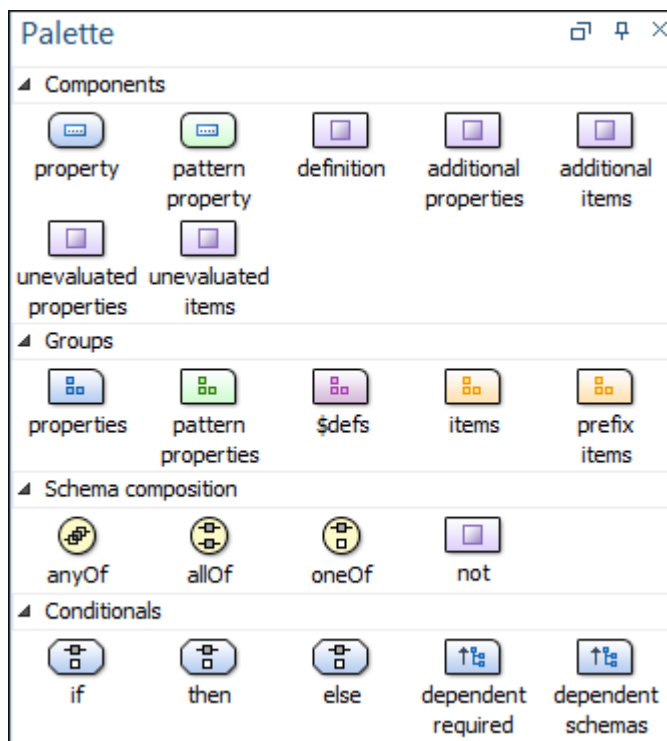 Palette
Components
property pattern property definition additional properties additional items
unevaluated properties unevaluated items
Groups
properties pattern properties $defs items prefix items
Schema composition
anyOf allOf oneOf not
Conditionals
if then else dependent required dependent schemas